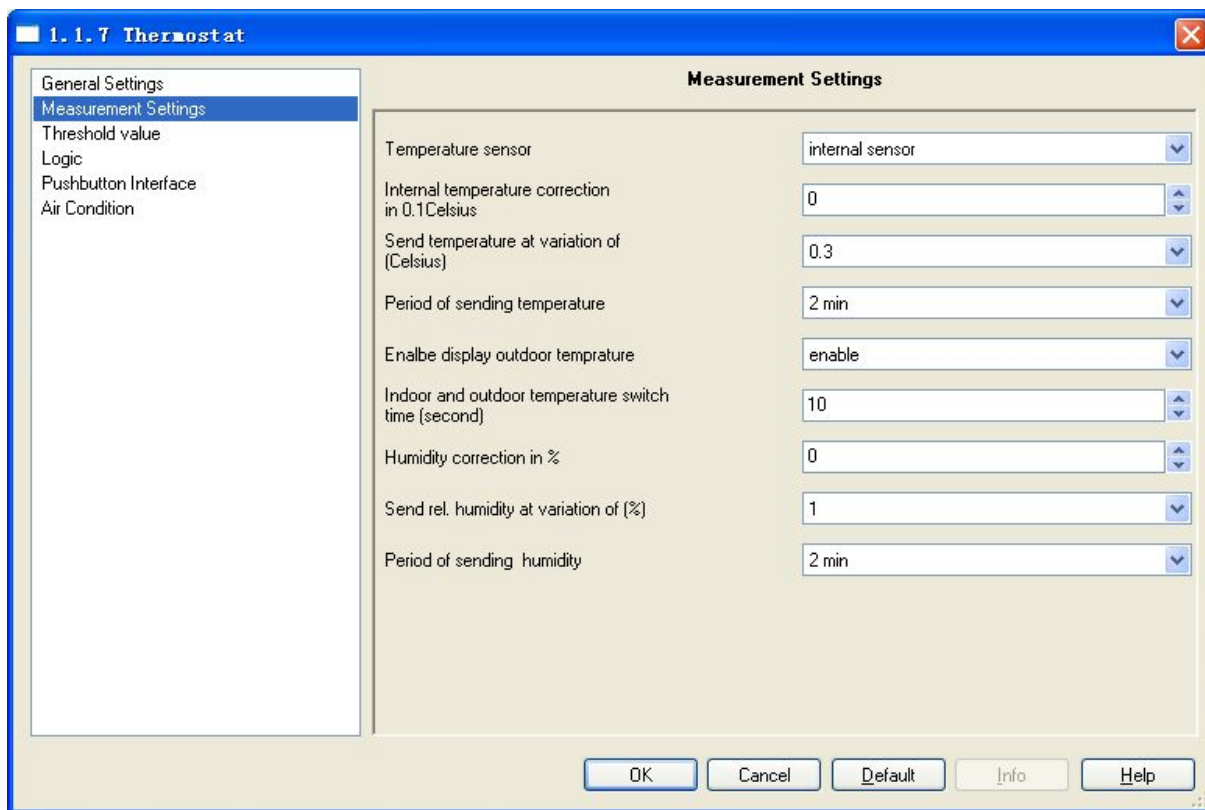 1.1.7 Thermostat
General Settings
Measurement Settings
Threshold value
Logic
Pushbutton Interface
Air Condition
Measurement Settings
Temperature sensor
internal sensor
Internal temperature correction
in 0.1Celsius
0
Send temperature at variation of
(Celsius)
0.3
Period of sending temperature
2 min
Enalbe display outdoor temprature
enable
Indoor and outdoor temperature switch
time (second)
10
Humidity correction in %
0
Send rel. humidity at variation of (%)
1
Period of sending  humidity
2 min
OK
Cancel
Default
Info
Help